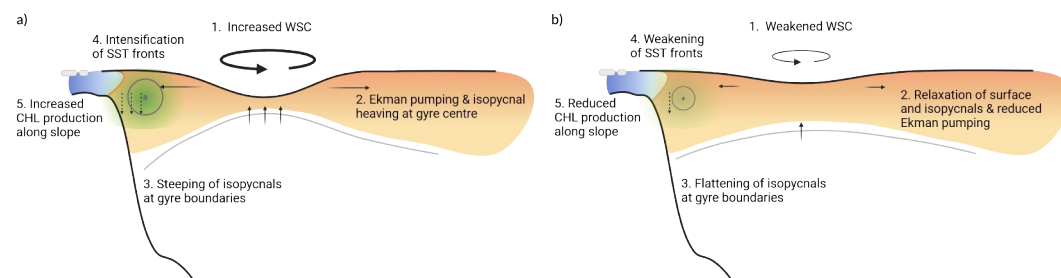 a)
1. Increased WSC
4. Intensification
of SST fronts
5. Increased
CHL production
along slope
2. Ekman pumping & isopycnal
heaving at gyre centre
3. Steeping of isopycnals
at gyre boundaries
b)
1. Weakened WSC
4. Weakening
of SST fronts
5. Reduced
CHL production
along slope
2. Relaxation of surface
and isopycnals & reduced
Ekman pumping
3. Flattening of isopycnals
at gyre boundaries